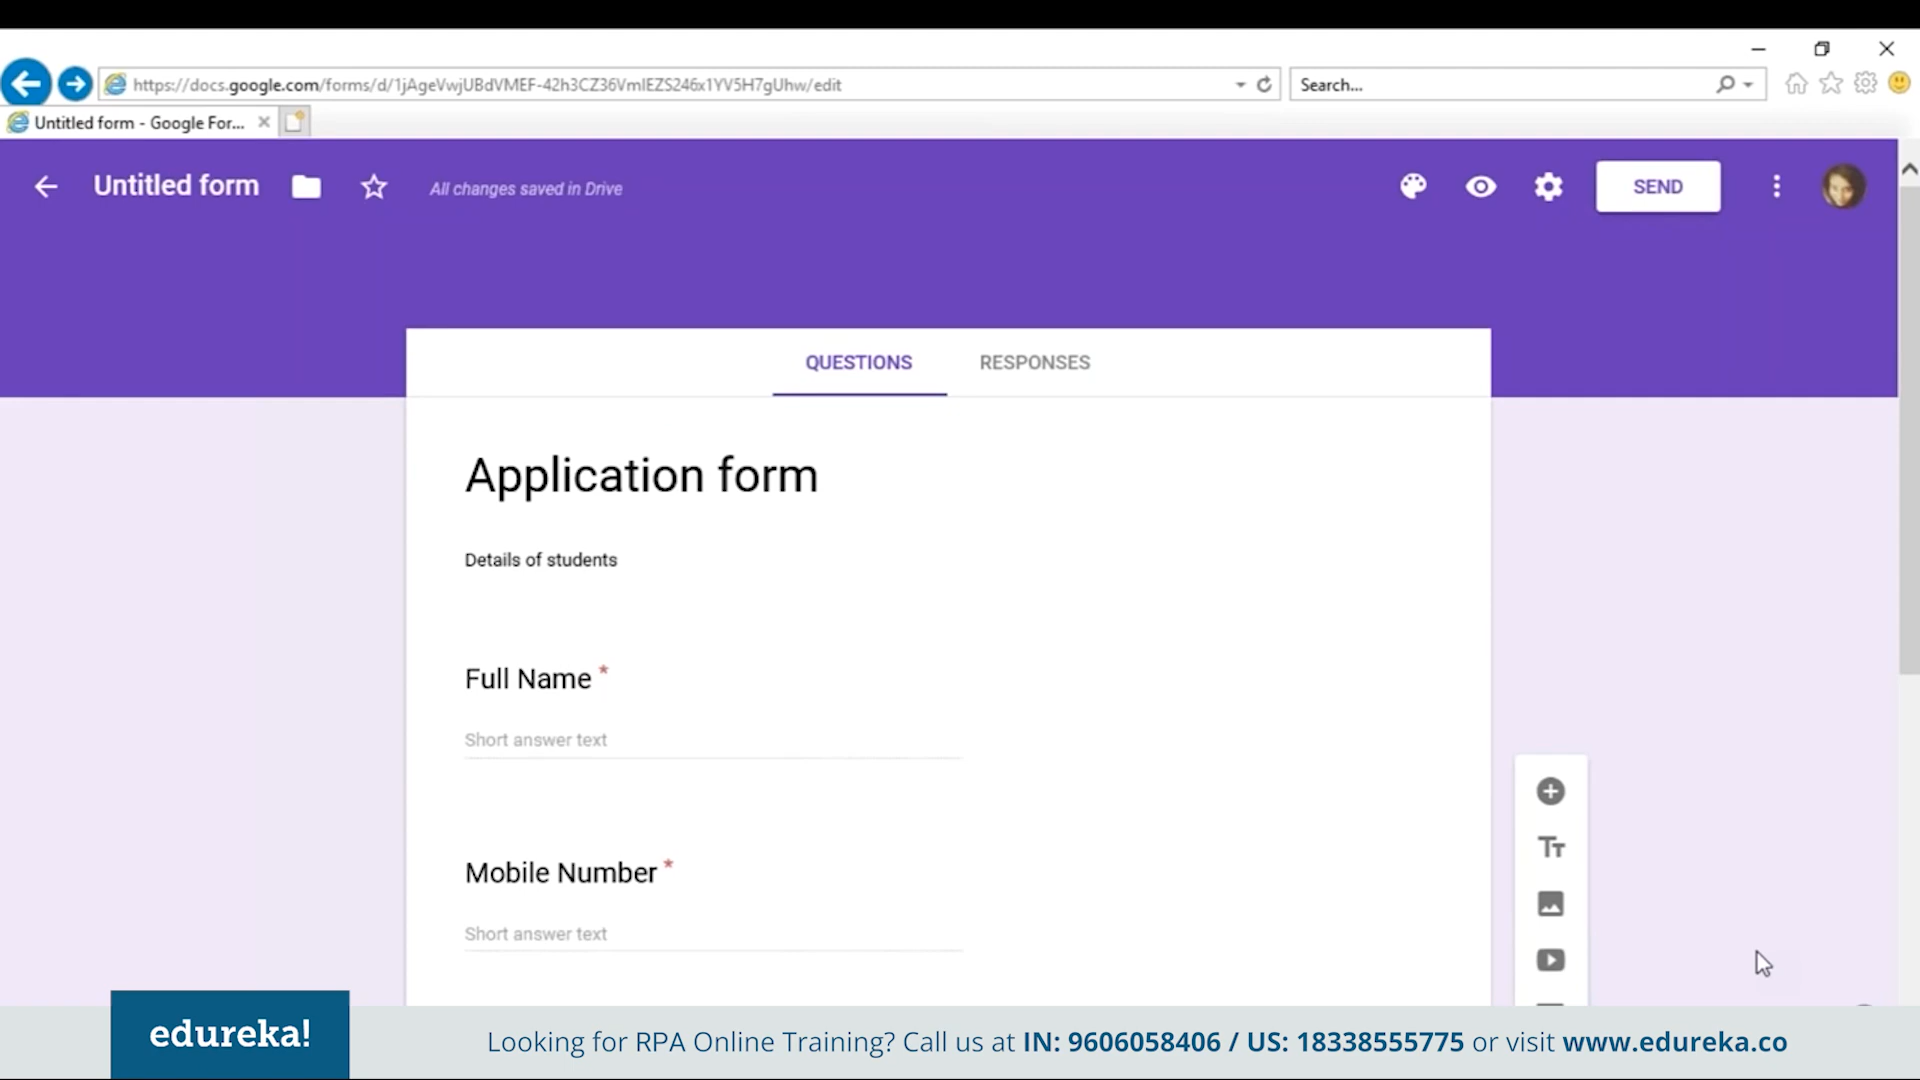 https://docs.google.com/forms/d/1jAgeVwjUBdVMEF-42h3CZ36VmlEZS246x1YV5H7gUhw/edit
Search...
Untitled form - Google For...
Untitled form
All changes saved in Drive
SEND
QUESTIONS
RESPONSES
Application form
Details of students
Full Name *
Short answer text
Mobile Number *
Short answer text
Tt
edureka!
Looking for RPA Online Training? Call us at IN: 9606058406 / US: 18338555775 or visit www.edureka.co